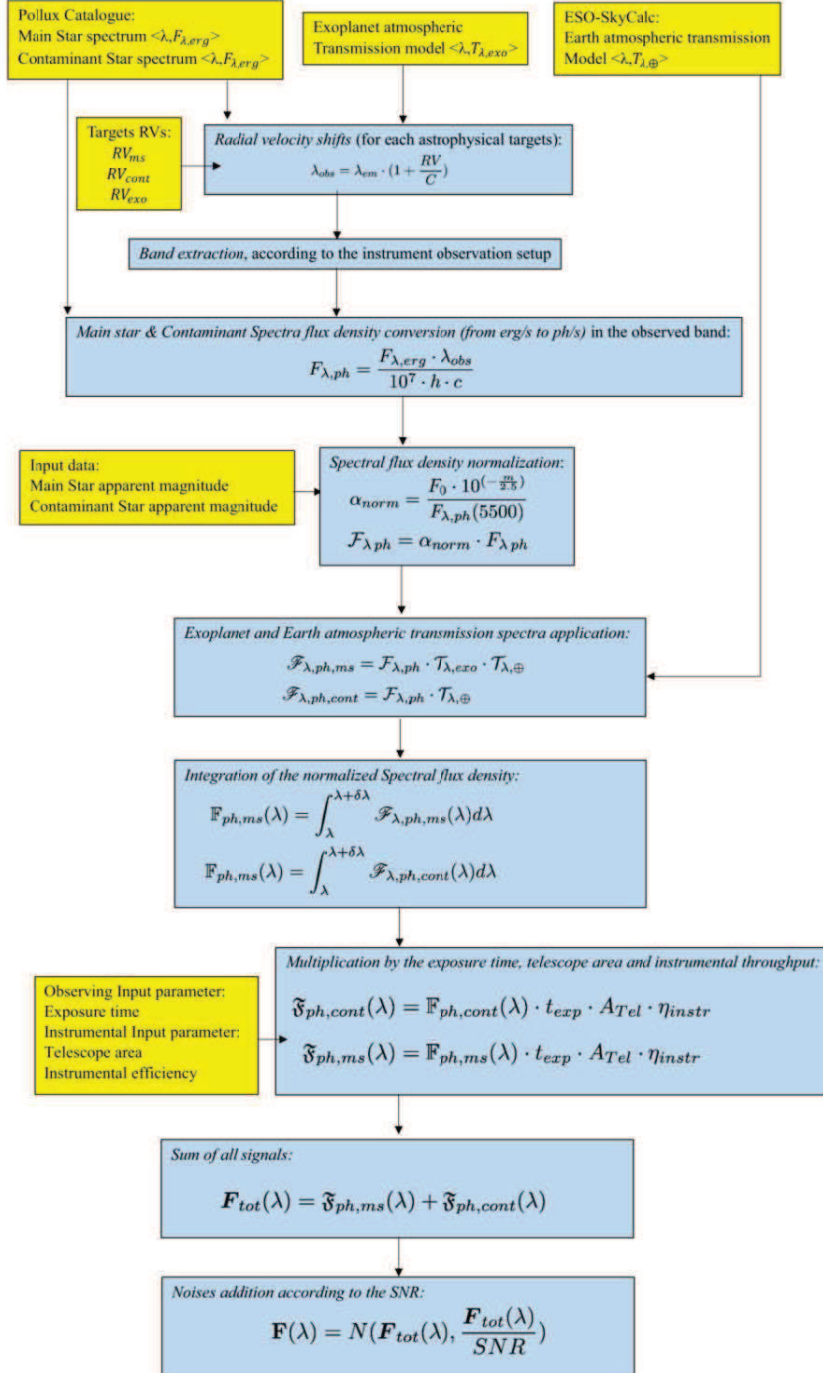 Pollux Catalogue:
Main Star spectrum <λ,F_{λ,erg}>
Contaminant Star spectrum <λ,F_{λ,erg}>
Exoplanet atmospheric
Transmission model <λ,T_{λ,exo}>
ESO-SkyCalc:
Earth atmospheric transmission
Model <λ,T_{λ,⊕}>
Targets RVs:
RV_{ms}
RV_{cont}
RV_{exo}
Radial velocity shifts (for each astrophysical targets):
λ_{obs} = λ_{em} · (1 + \frac{RV}{C})
Band extraction, according to the instrument observation setup
Main star & Contaminant Spectra flux density conversion (from erg/s to ph/s) in the observed band:
F_{λ,ph} = \frac{F_{λ,erg} · λ_{obs}}{10^7 · h · c}
Input data:
Main Star apparent magnitude
Contaminant Star apparent magnitude
Spectral flux density normalization:
α_{norm} = \frac{F_0 · 10^{(-\frac{m}{2.5})}}{F_{λ,ph}(5500)}
ℱ_{λ ph} = α_{norm} · F_{λ ph}
Exoplanet and Earth atmospheric transmission spectra application:
ℱ_{λ,ph,ms} = ℱ_{λ,ph} · 𝒯_{λ,exo} · 𝒯_{λ,⊕}
ℱ_{λ,ph,cont} = ℱ_{λ,ph} · 𝒯_{λ,⊕}
Integration of the normalized Spectral flux density:
𝔽_{ph,ms}(λ) = ∫_{λ}^{λ+δλ} ℱ_{λ,ph,ms}(λ)dλ
𝔽_{ph,ms}(λ) = ∫_{λ}^{λ+δλ} ℱ_{λ,ph,cont}(λ)dλ
Observing Input parameter:
Exposure time
Instrumental Input parameter:
Telescope area
Instrumental efficiency
Multiplication by the exposure time, telescope area and instrumental throughput:
𝔉_{ph,cont}(λ) = 𝔽_{ph,cont}(λ) · t_{exp} · A_{Tel} · η_{instr}
𝔉_{ph,ms}(λ) = 𝔽_{ph,ms}(λ) · t_{exp} · A_{Tel} · η_{instr}
Sum of all signals:
F_{tot}(λ) = 𝔉_{ph,ms}(λ) + 𝔉_{ph,cont}(λ)
Noises addition according to the SNR:
F(λ) = N(F_{tot}(λ), \frac{F_{tot}(λ)}{SNR})